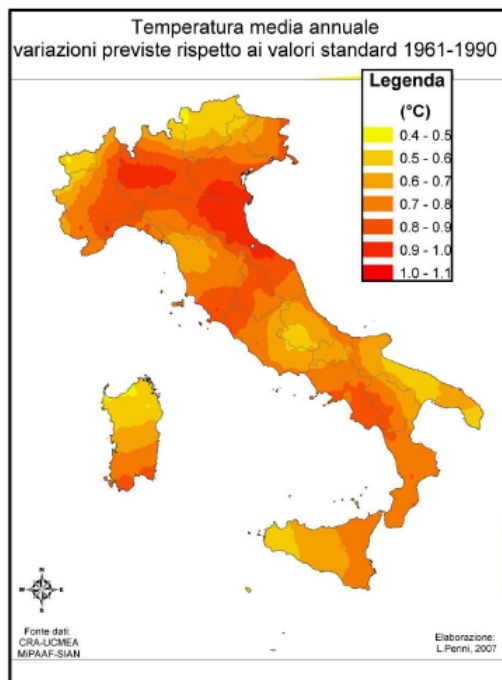 Temperatura media annuale
variazioni previste rispetto ai valori standard 1961-1990
Legenda
(°C)
0.4 - 0.5
0.5 - 0.6
0.6 - 0.7
0.7 - 0.8
0.8 - 0.9
0.9 - 1.0
1.0 - 1.1
N
W E
S
Fonte dati:
CRA-UCMEA
MiPAAF-SIAN
Elaborazione:
L.Perini, 2007